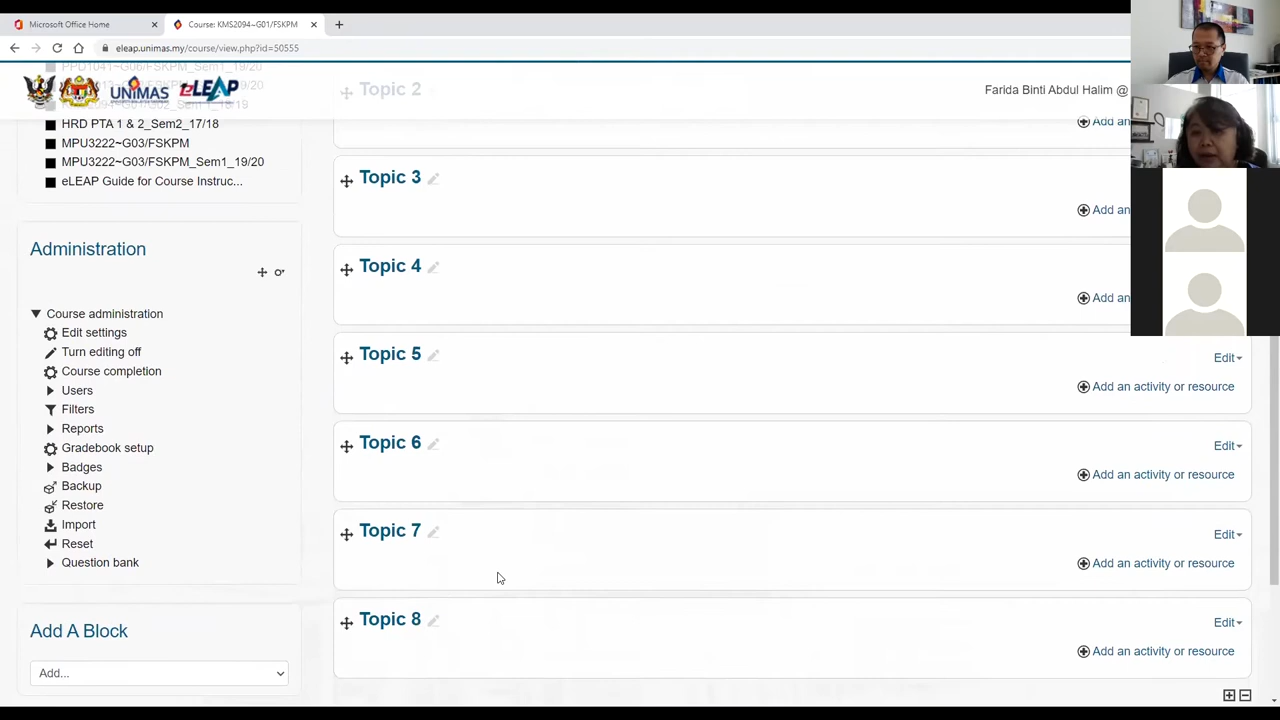 Microsoft Office Home
Course: KMS2094~G01/FSKPM
eleap.unimas.my/course/view.php?id=50555
PPD1041~G06/FSKPM_Sem1_19/20
UNIMAS
eLEAP
Farida Binti Abdul Halim @
HRD PTA 1 & 2_Sem2_17/18
MPU3222~G03/FSKPM
MPU3222~G03/FSKPM_Sem1_19/20
eLEAP Guide for Course Instruc...
Administration
Course administration
Edit settings
Turn editing off
Course completion
Users
Filters
Reports
Gradebook setup
Badges
Backup
Restore
Import
Reset
Question bank
Add A Block
Add...
Topic 2
Add an
Topic 3
Add an
Topic 4
Add an
Topic 5
Edit
Add an activity or resource
Topic 6
Edit
Add an activity or resource
Topic 7
Edit
Add an activity or resource
Topic 8
Edit
Add an activity or resource